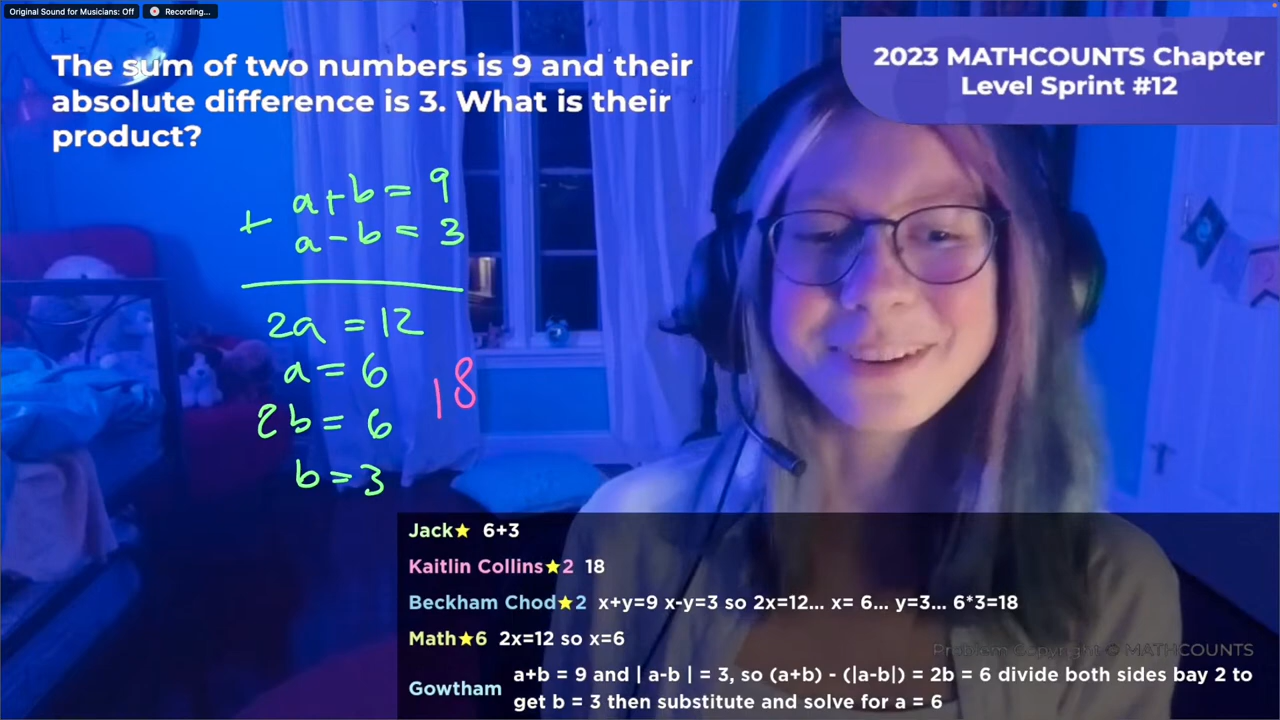 Original Sound for Musicians: Off
Recording...
The sum of two numbers is 9 and their
absolute difference is 3. What is their
product?
2023 MATHCOUNTS Chapter
Level Sprint #12
a+b = 9
+
a-b = 3
2a = 12
a = 6
18
2b = 6
b = 3
Jack⭐ 6+3
Kaitlin Collins⭐2 18
Beckham Chod⭐2 x+y=9 x-y=3 so 2x=12... x= 6... y=3... 6*3=18
Math⭐6 2x=12 so x=6
Problem Copyright © MATHCOUNTS
Gowtham a+b = 9 and | a-b | = 3, so (a+b) - (|a-b|) = 2b = 6 divide both sides bay 2 to
get b = 3 then substitute and solve for a = 6